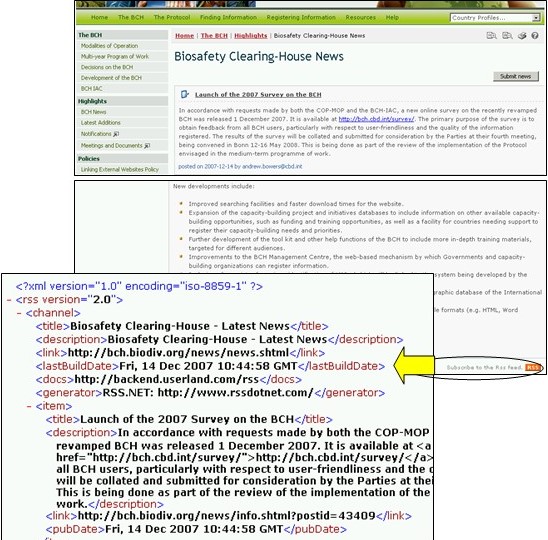 Home The BCH The Protocol Finding Information Registering Information Resources Help Country Profiles...
The BCH
Modalities of Operation
Multi-year Program of Work
Decisions on the BCH
Development of the BCH
BCH IAC
Highlights
BCH News
Latest Additions
Notifications
Meetings and Documents
Policies
Linking External Websites Policy
Home | The BCH | Highlights | Biosafety Clearing-House News
Biosafety Clearing-House News
Submit news
Launch of the 2007 Survey on the BCH
In accordance with requests made by both the COP-MOP and the BCH-IAC, a new online survey on the recently revamped
BCH was released 1 December 2007. It is available at http://bch.cbd.int/survey/. The primary purpose of the survey is to
obtain feedback from all BCH users, particularly with respect to user-friendliness and the quality of the information
registered. The results of the survey will be collated and submitted for consideration by the Parties at their fourth meeting,
being convened in Bonn 12-16 May 2008. This is being done as part of the review of the implementation of the Protocol
envisaged in the medium-term programme of work.
posted on 2007-12-14 by andrew.bowers@cbd.int
New developments include:
Improved searching facilities and faster download times for the website.
Expansion of the capacity-building project and initiatives databases to include information on other available capacity-
building opportunities, such as funding and training opportunities, as well as a facility for countries needing support to
register their capacity-building needs and priorities.
Further development of the tool kit and other help functions of the BCH to include more in-depth training materials,
targeted for different audiences.
Improvements to the BCH Management Centre, the web-based mechanism by which Governments and capacity-
building organizations can register information.
system being developed by the
graphic database of the International
le formats (e.g. HTML, Word
Subscribe to the Rss feed. RSS
<?xml version="1.0" encoding="iso-8859-1" ?>
- <rss version="2.0">
- <channel>
<title>Biosafety Clearing-House - Latest News</title>
<description>Biosafety Clearing-House - Latest News</description>
<link>http://bch.biodiv.org/news/news.shtml</link>
<lastBuildDate>Fri, 14 Dec 2007 10:44:58 GMT</lastBuildDate>
<docs>http://backend.userland.com/rss</docs>
<generator>RSS.NET: http://www.rssdotnet.com/</generator>
- <item>
<title>Launch of the 2007 Survey on the BCH</title>
<description>In accordance with requests made by both the COP-MOP
revamped BCH was released 1 December 2007. It is available at <a
href="http://bch.cbd.int/survey/">http://bch.cbd.int/survey/</a>
all BCH users, particularly with respect to user-friendliness and the
will be collated and submitted for consideration by the Parties at thei
This is being done as part of the review of the implementation of the
work.</description>
<link>http://bch.biodiv.org/news/info.shtml?postid=43409</link>
<pubDate>Fri, 14 Dec 2007 10:44:58 GMT</pubDate>